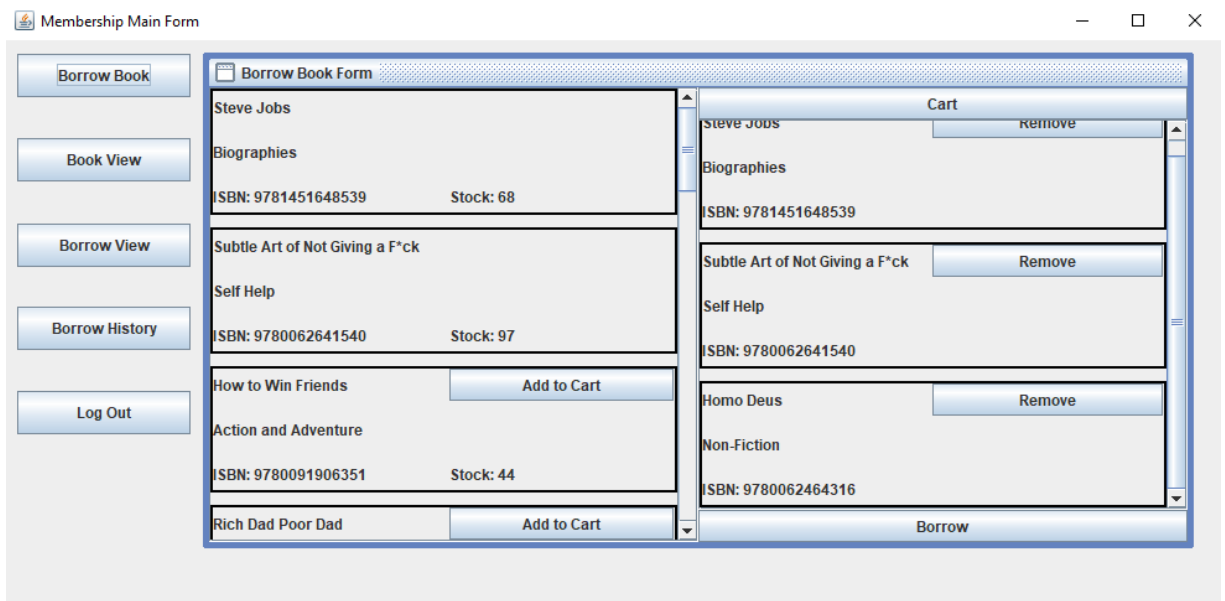 Membership Main Form
Borrow Book
Book View
Borrow View
Borrow History
Log Out
Borrow Book Form
Steve Jobs
Biographies
ISBN: 9781451648539 Stock: 68
Subtle Art of Not Giving a F*ck
Self Help
ISBN: 9780062641540 Stock: 97
How to Win Friends Add to Cart
Action and Adventure
ISBN: 9780091906351 Stock: 44
Rich Dad Poor Dad Add to Cart
Cart
Steve Jobs Remove
Biographies
ISBN: 9781451648539
Subtle Art of Not Giving a F*ck Remove
Self Help
ISBN: 9780062641540
Homo Deus Remove
Non-Fiction
ISBN: 9780062464316
Borrow